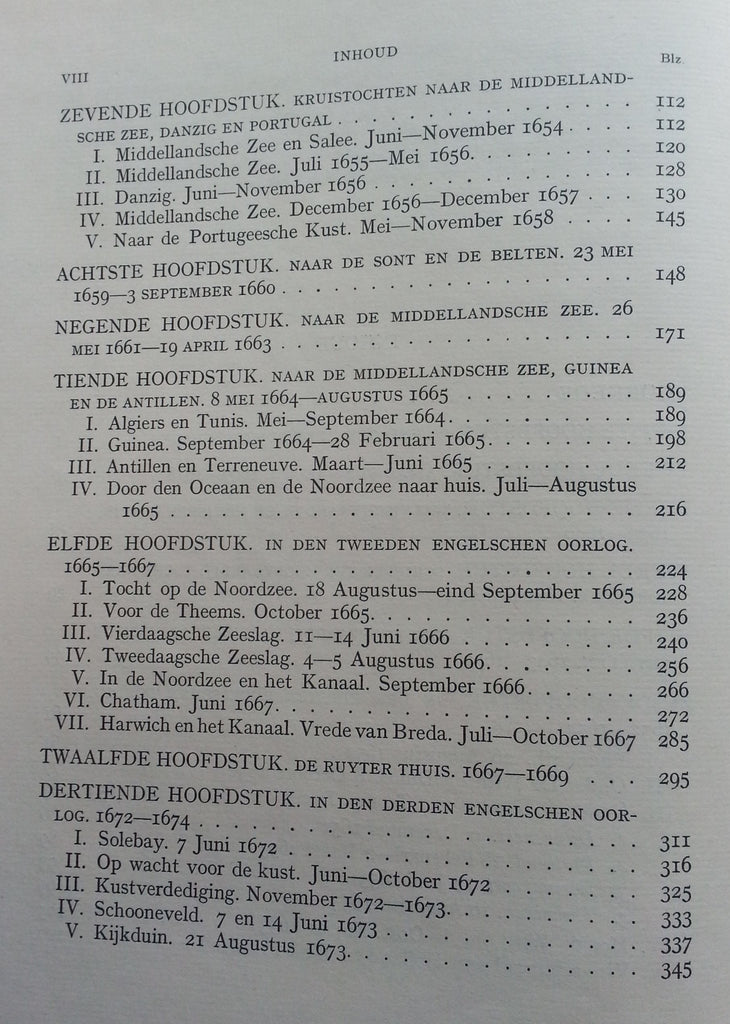 VIII INHOUD Blz.
ZEVENDE HOOFDSTUK. KRUISTOCHTEN NAAR DE MIDDELLAND-
SCHE ZEE, DANZIG EN PORTUGAL . . . . . . . . . . . . . . 112
I. Middellandsche Zee en Salee. Juni—November 1654 . . . . 112
II. Middellandsche Zee. Juli 1655—Mei 1656. . . . . . . . . 120
III. Danzig. Juni—November 1656 . . . . . . . . . . . . . 128
IV. Middellandsche Zee. December 1656—December 1657 . . . 130
V. Naar de Portugeesche Kust. Mei—November 1658 . . . . 145
ACHTSTE HOOFDSTUK. NAAR DE SONT EN DE BELTEN. 23 MEI
1659—3 SEPTEMBER 1660 . . . . . . . . . . . . . . . . . 148
NEGENDE HOOFDSTUK. NAAR DE MIDDELLANDSCHE ZEE. 26
MEI 1661—19 APRIL 1663 . . . . . . . . . . . . . . . . . 171
TIENDE HOOFDSTUK. NAAR DE MIDDELLANDSCHE ZEE, GUINEA
EN DE ANTILLEN. 8 MEI 1664—AUGUSTUS 1665 . . . . . . . . 189
I. Algiers en Tunis. Mei—September 1664. . . . . . . . . . 189
II. Guinea. September 1664—28 Februari 1665. . . . . . . . 198
III. Antillen en Terreneuve. Maart—Juni 1665 . . . . . . . . 212
IV. Door den Oceaan en de Noordzee naar huis. Juli—Augustus
1665 . . . . . . . . . . . . . . . . . . . . . . . 216
ELFDE HOOFDSTUK. IN DEN TWEEDEN ENGELSCHEN OORLOG.
1665—1667 . . . . . . . . . . . . . . . . . . . . . . . 224
I. Tocht op de Noordzee. 18 Augustus—eind September 1665 228
II. Voor de Theems. October 1665. . . . . . . . . . . . . . 236
III. Vierdaagsche Zeeslag. 11—14 Juni 1666 . . . . . . . . . 240
IV. Tweedaagsche Zeeslag. 4—5 Augustus 1666. . . . . . . . 256
V. In de Noordzee en het Kanaal. September 1666. . . . . . 266
VI. Chatham. Juni 1667. . . . . . . . . . . . . . . . . . 272
VII. Harwich en het Kanaal. Vrede van Breda. Juli—October 1667 285
TWAALFDE HOOFDSTUK. DE RUYTER THUIS. 1667—1669 . . . 295
DERTIENDE HOOFDSTUK. IN DEN DERDEN ENGELSCHEN OOR-
LOG. 1672—1674 . . . . . . . . . . . . . . . . . . . . . 311
I. Solebay. 7 Juni 1672 . . . . . . . . . . . . . . . . . 316
II. Op wacht voor de kust. Juni—October 1672 . . . . . . . 325
III. Kustverdediging. November 1672—1673. . . . . . . . . . 333
IV. Schooneveld. 7 en 14 Juni 1673 . . . . . . . . . . . . 337
V. Kijkduin. 21 Augustus 1673. . . . . . . . . . . . . . 345